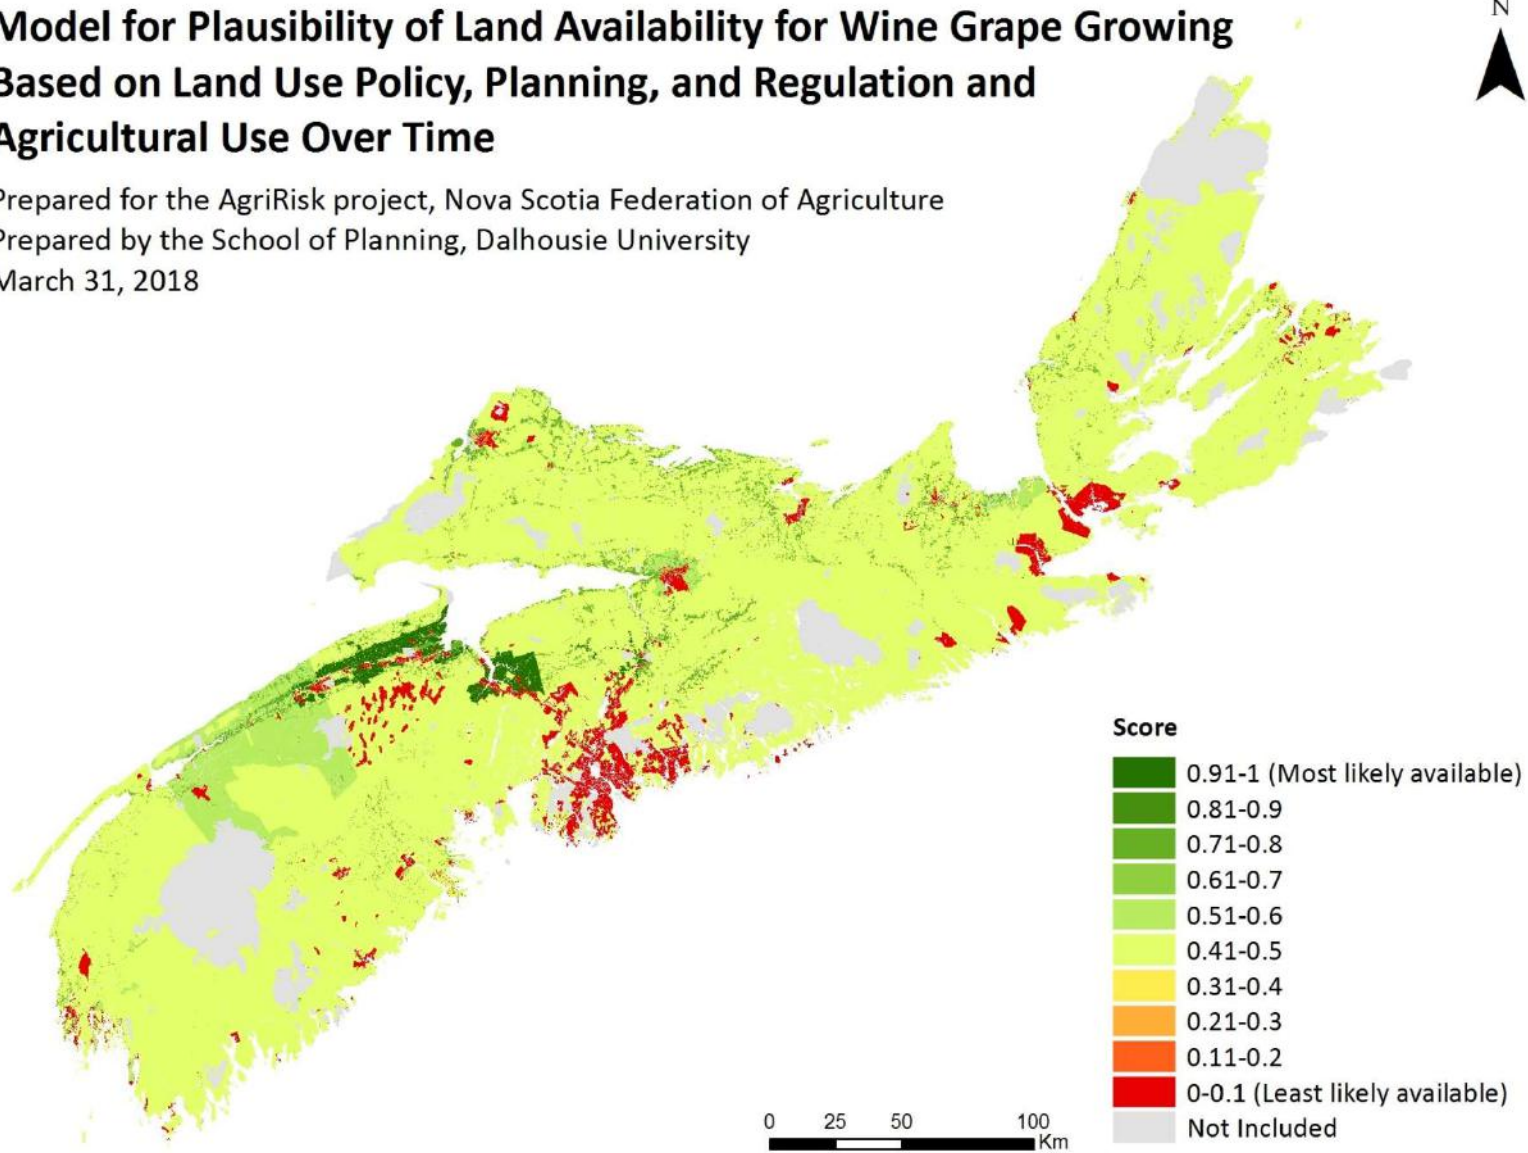 Model for Plausibility of Land Availability for Wine Grape Growing
Based on Land Use Policy, Planning, and Regulation and
Agricultural Use Over Time
Prepared for the AgriRisk project, Nova Scotia Federation of Agriculture
Prepared by the School of Planning, Dalhousie University
March 31, 2018
N
Score
0.91-1 (Most likely available)
0.81-0.9
0.71-0.8
0.61-0.7
0.51-0.6
0.41-0.5
0.31-0.4
0.21-0.3
0.11-0.2
0-0.1 (Least likely available)
Not Included
0 25 50 100
Km